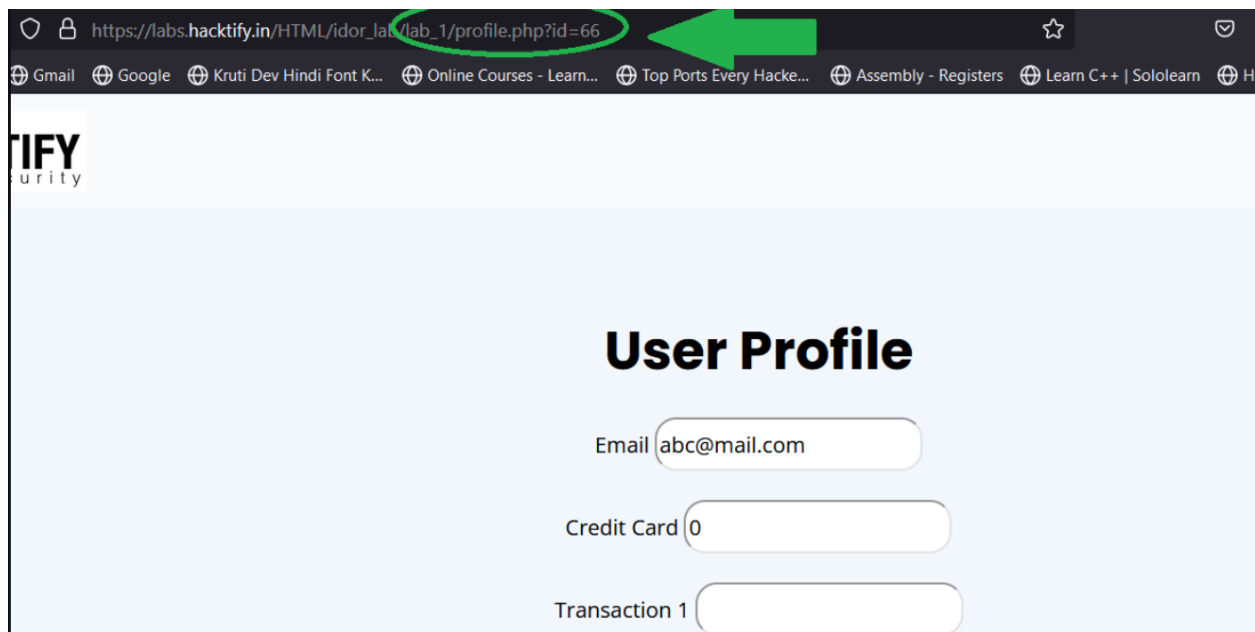 https://labs.hacktify.in/HTML/idor_lab/lab_1/profile.php?id=66
Gmail Google Kruti Dev Hindi Font K... Online Courses - Learn... Top Ports Every Hacke... Assembly - Registers Learn C++ | Sololearn H
TIFY
curity
User Profile
Email abc@mail.com
Credit Card 0
Transaction 1